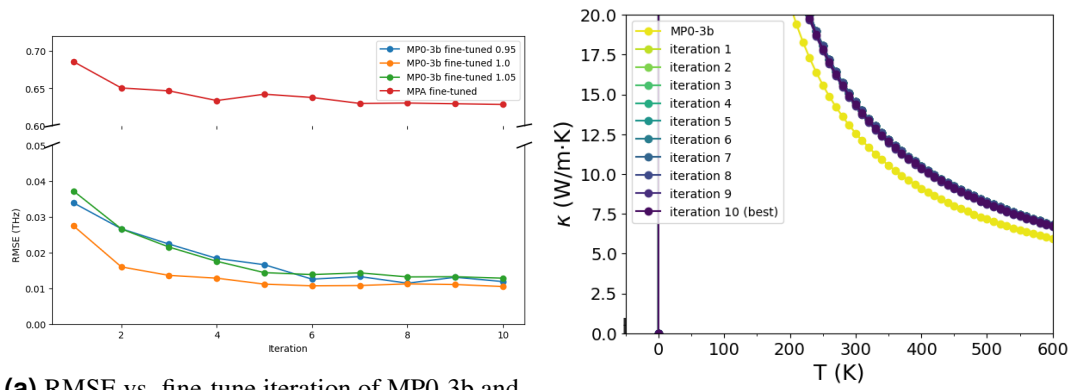 0.70
0.65
0.60
0.05
0.04
0.03
0.02
0.01
0.00
RMSE (THz)
2
4
6
8
10
Iteration
MP0-3b fine-tuned 0.95
MP0-3b fine-tuned 1.0
MP0-3b fine-tuned 1.05
MPA fine-tuned
(a) RMSE vs. fine-tune iteration of MP0-3b and
20.0
17.5
15.0
12.5
10.0
7.5
5.0
2.5
0.0
κ (W/m·K)
MP0-3b
iteration 1
iteration 2
iteration 3
iteration 4
iteration 5
iteration 6
iteration 7
iteration 8
iteration 9
iteration 10 (best)
0
100
200
300
400
500
600
T (K)